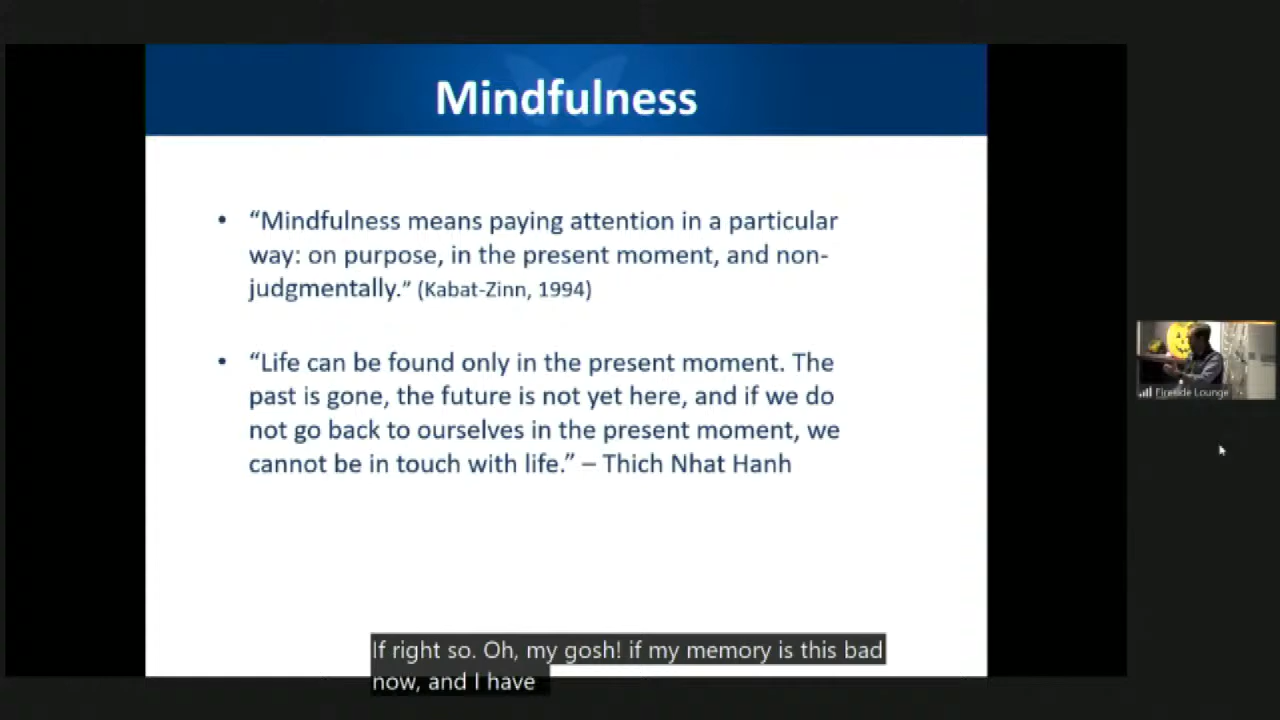 Mindfulness
• “Mindfulness means paying attention in a particular
way: on purpose, in the present moment, and non-
judgmentally.” (Kabat-Zinn, 1994)
• “Life can be found only in the present moment. The
past is gone, the future is not yet here, and if we do
not go back to ourselves in the present moment, we
cannot be in touch with life.” – Thich Nhat Hanh
Fireside Lounge
If right so. Oh, my gosh! if my memory is this bad
now, and I have